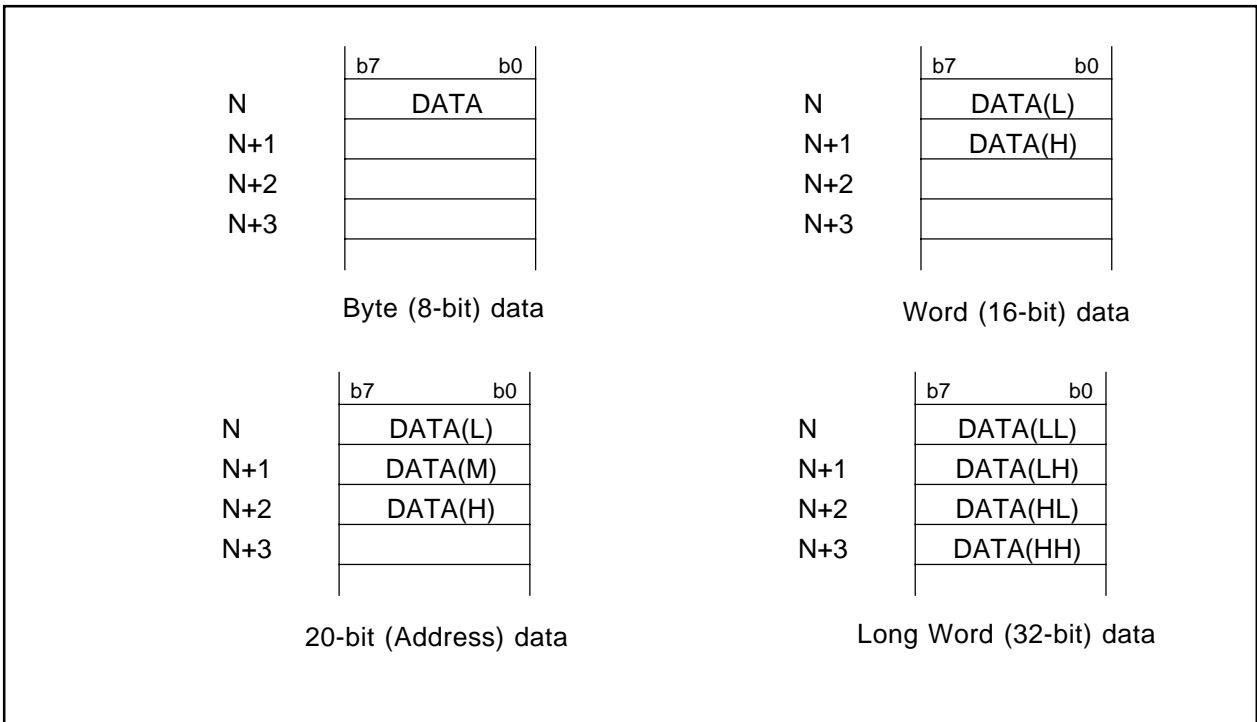 b7 b0
N DATA
N+1
N+2
N+3
Byte (8-bit) data
b7 b0
N DATA(L)
N+1 DATA(H)
N+2
N+3
Word (16-bit) data
b7 b0
N DATA(L)
N+1 DATA(M)
N+2 DATA(H)
N+3
20-bit (Address) data
b7 b0
N DATA(LL)
N+1 DATA(LH)
N+2 DATA(HL)
N+3 DATA(HH)
Long Word (32-bit) data